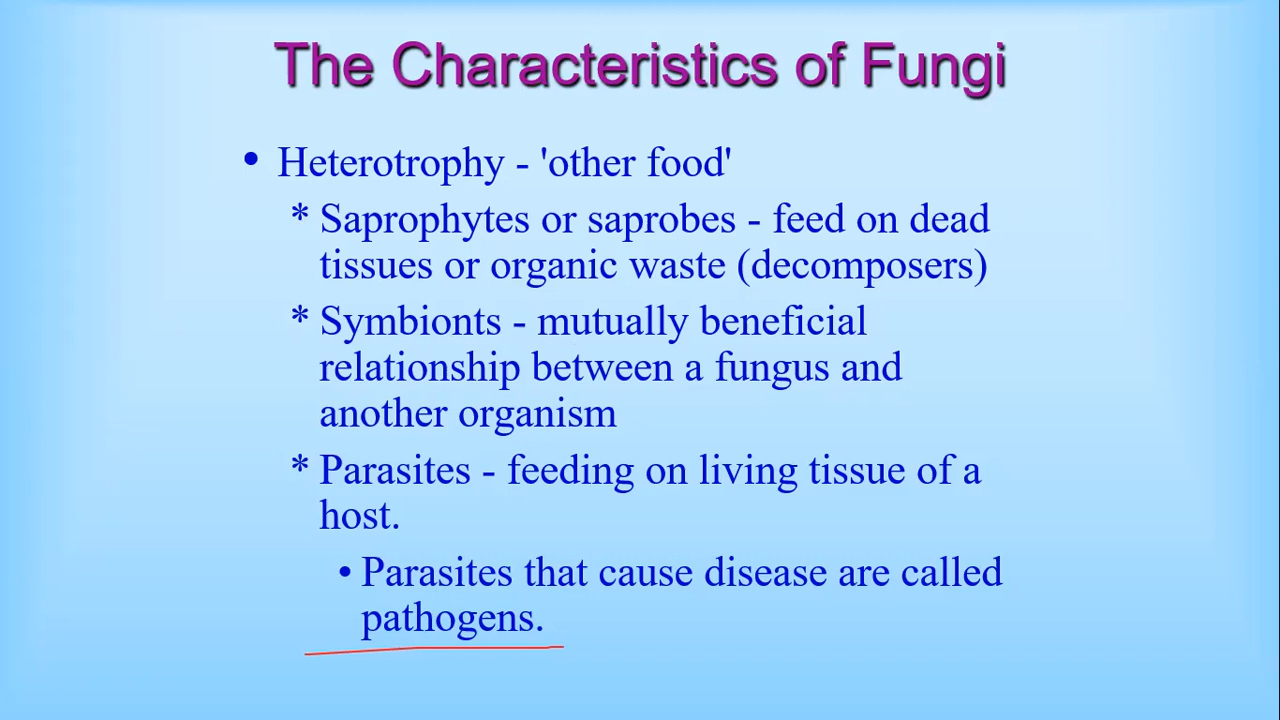 The Characteristics of Fungi
• Heterotrophy - 'other food'
* Saprophytes or saprobes - feed on dead
tissues or organic waste (decomposers)
* Symbionts - mutually beneficial
relationship between a fungus and
another organism
* Parasites - feeding on living tissue of a
host.
• Parasites that cause disease are called
pathogens.